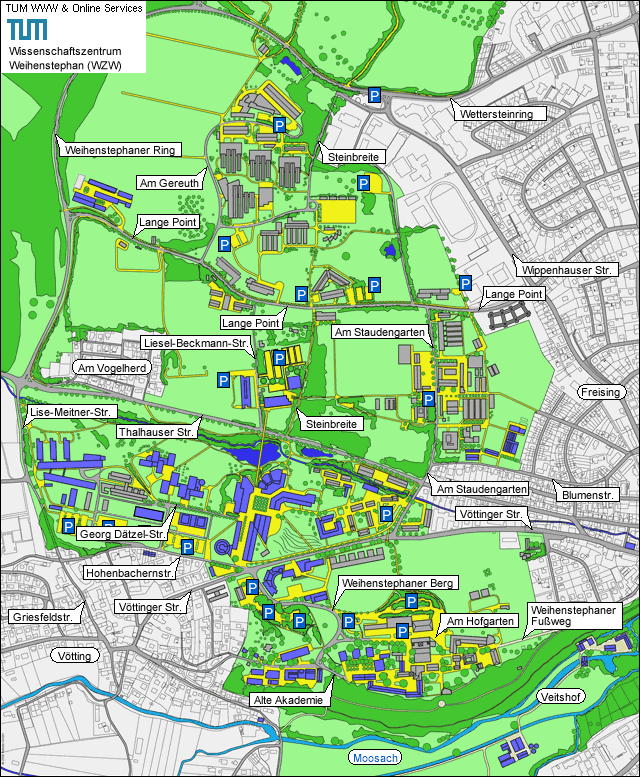 TUM WWW & Online Services
TUM
Wissenschaftszentrum
Weihenstephan (WZW)
P
Wettersteinring
P
Weihenstephaner Ring
Steinbreite
Am Gereuth
P
Lange Point
P
Wippenhauser Str.
P
P
P
Lange Point
Lange Point
Am Staudengarten
Liesel-Beckmann-Str.
P
Am Vogelherd
P
Freising
P
Lise-Meitner-Str.
Thalhauser Str.
Steinbreite
Am Staudengarten
Blumenstr.
Vöttinger Str.
P
P
P
Georg Dätzel-Str.
P
Hohenbachernstr.
Weihenstephaner Berg
P
Vöttinger Str.
P
P
P
P
P
Griesfeldstr.
Am Hofgarten
Weihenstephaner
Fußweg
Vötting
Alte Akademie
Veitshof
Moosach